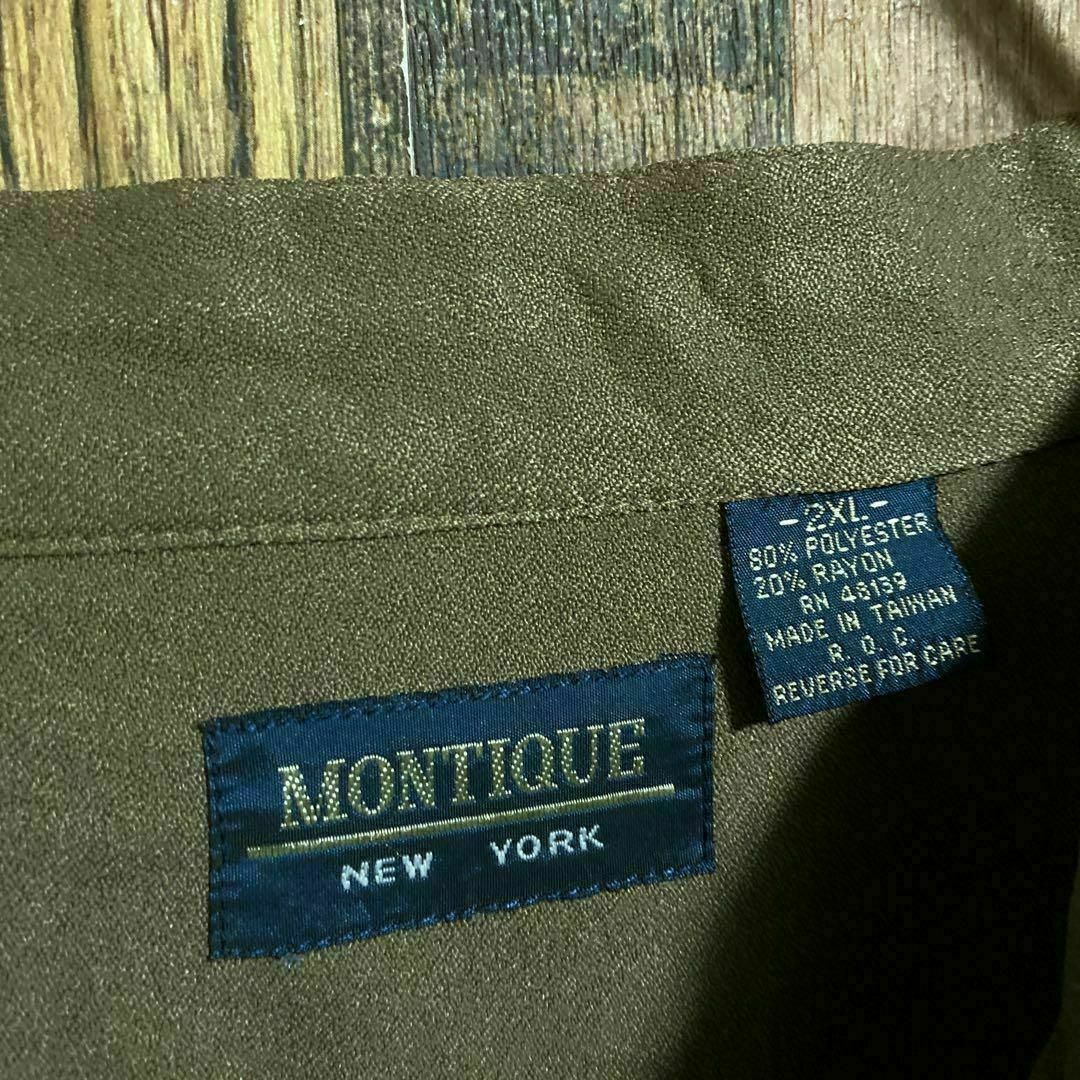 -2XL-
80% POLYESTER
20% RAYON
RN 48139
MADE IN TAIWAN
R. O. C.
REVERSE FOR CARE
MONTIQUE
NEW YORK